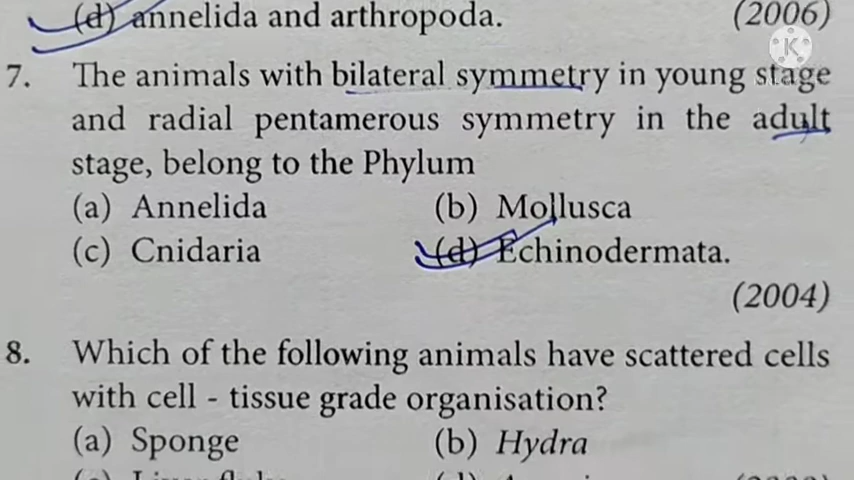 (d) annelida and arthropoda. (2006)
7. The animals with bilateral symmetry in young stage
and radial pentamerous symmetry in the adult
stage, belong to the Phylum
(a) Annelida (b) Mollusca
(c) Cnidaria (d) Echinodermata.
(2004)
8. Which of the following animals have scattered cells
with cell - tissue grade organisation?
(a) Sponge (b) Hydra